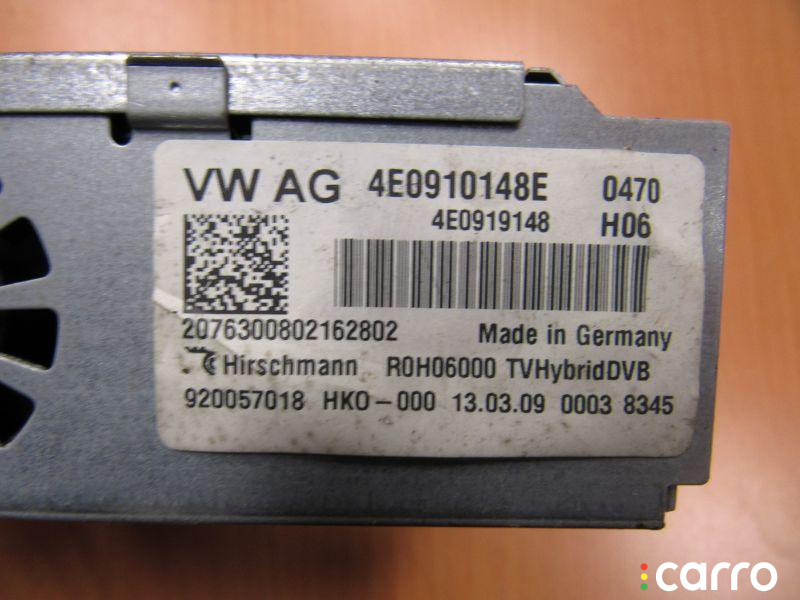 VW AG 4E0910148E 0470
4E0919148 H06
2076300802162802 Made in Germany
Hirschmann R0H06000 TVHybridDVB
920057018 HKO-000 13.03.09 0003 8345
carro